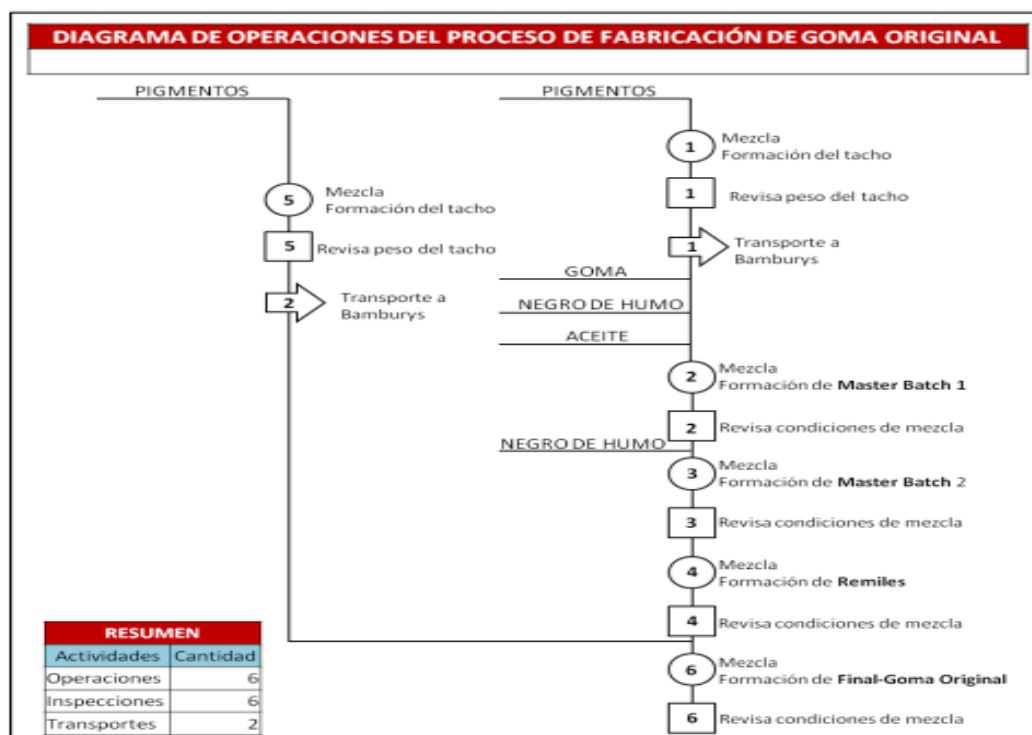 DIAGRAMA DE OPERACIONES DEL PROCESO DE FABRICACIÓN DE GOMA ORIGINAL
PIGMENTOS
5
Mezcla
Formación del tacho
5
Revisa peso del tacho
2
Transporte a
Bamburys
PIGMENTOS
1
Mezcla
Formación del tacho
1
Revisa peso del tacho
1
Transporte a
Bamburys
GOMA
NEGRO DE HUMO
ACEITE
2
Mezcla
Formación de Master Batch 1
2
Revisa condiciones de mezcla
NEGRO DE HUMO
3
Mezcla
Formación de Master Batch 2
3
Revisa condiciones de mezcla
4
Mezcla
Formación de Remiles
4
Revisa condiciones de mezcla
6
Mezcla
Formación de Final-Goma Original
6
Revisa condiciones de mezcla
RESUMEN
Actividades Cantidad
Operaciones 6
Inspecciones 6
Transportes 2